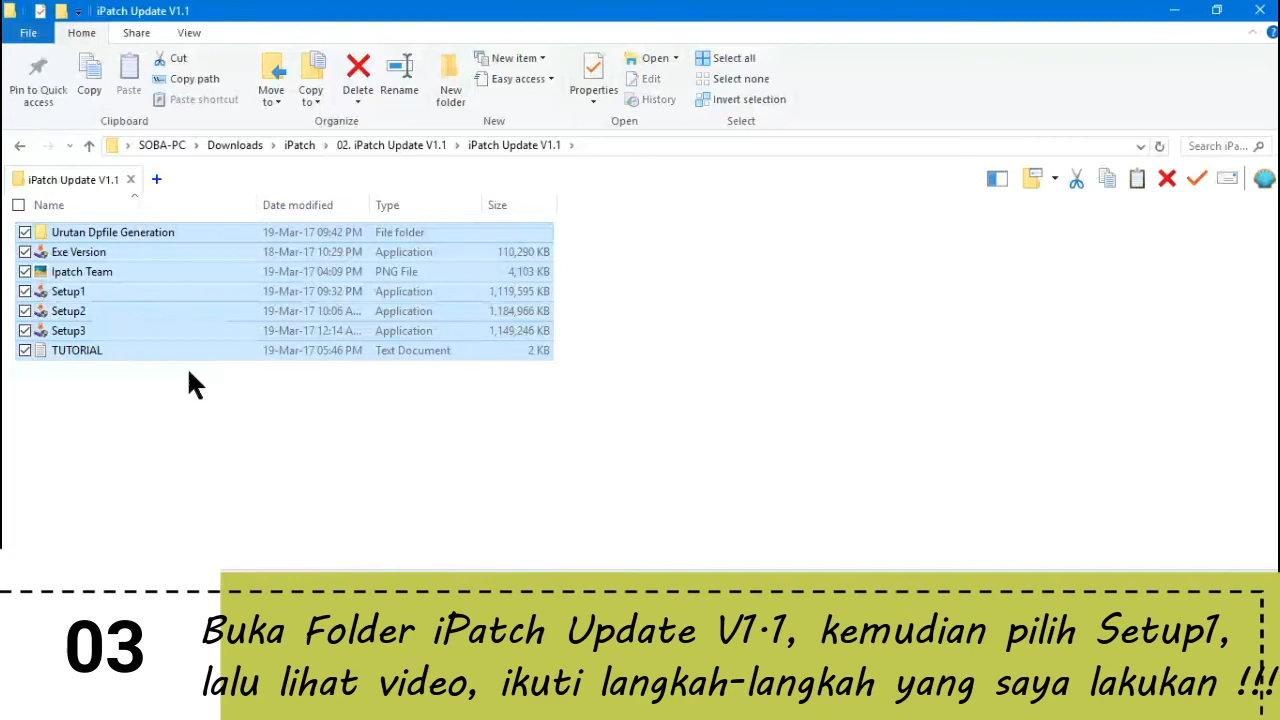 iPatch Update V1.1
File Home Share View
Pin to Quick access
Copy
Paste
Cut
Copy path
Paste shortcut
Clipboard
Move to
Copy to
Delete
Rename
Organize
New folder
New item
Easy access
New
Properties
Open
Edit
History
Open
Select all
Select none
Invert selection
Select
SOBA-PC > Downloads > iPatch > 02. iPatch Update V1.1 > iPatch Update V1.1 >
Search iPa...
iPatch Update V1.1
Name Date modified Type Size
Urutan Dpfile Generation 19-Mar-17 09:42 PM File folder
Exe Version 18-Mar-17 10:29 PM Application 110,290 KB
Ipatch Team 19-Mar-17 04:09 PM PNG File 4,103 KB
Setup1 19-Mar-17 09:32 PM Application 1,119,595 KB
Setup2 19-Mar-17 10:06 A... Application 1,184,966 KB
Setup3 19-Mar-17 12:14 A... Application 1,149,246 KB
TUTORIAL 19-Mar-17 05:46 PM Text Document 2 KB
03
Buka Folder iPatch Update V1.1, kemudian pilih Setup1,
lalu lihat video, ikuti langkah-langkah yang saya lakukan !!!